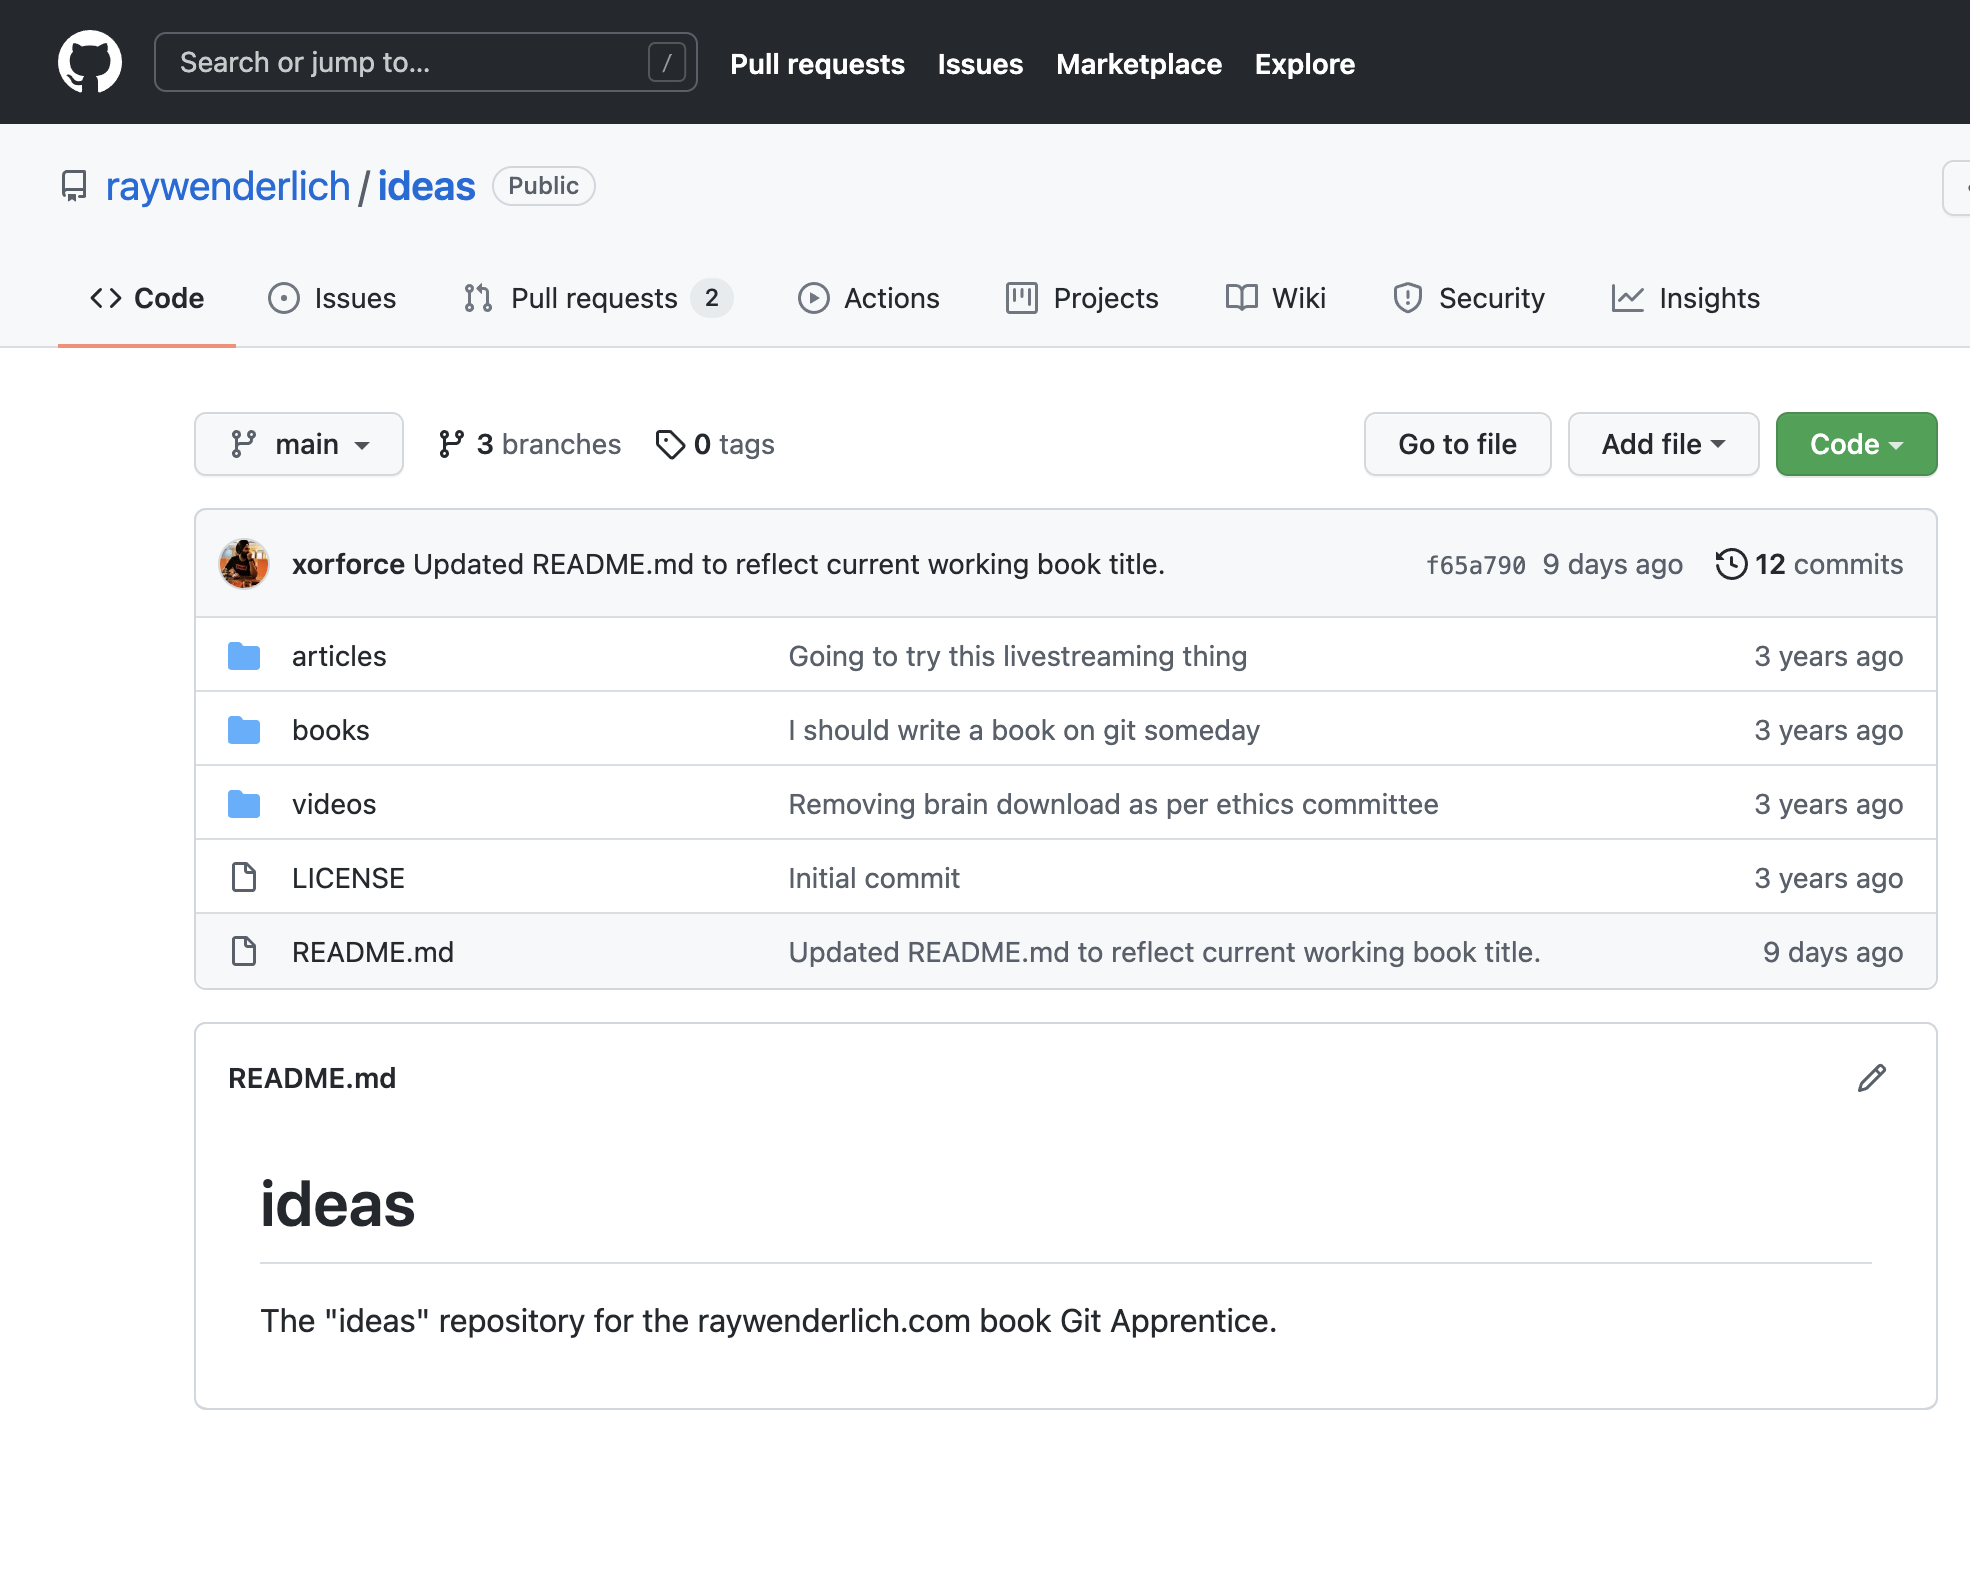 Search or jump to... / Pull requests Issues Marketplace Explore
raywenderlich / ideas Public
Code Issues Pull requests 2 Actions Projects Wiki Security Insights
main 3 branches 0 tags Go to file Add file Code
xorforce Updated README.md to reflect current working book title. f65a790 9 days ago 12 commits
articles Going to try this livestreaming thing 3 years ago
books I should write a book on git someday 3 years ago
videos Removing brain download as per ethics committee 3 years ago
LICENSE Initial commit 3 years ago
README.md Updated README.md to reflect current working book title. 9 days ago
README.md
ideas
The "ideas" repository for the raywenderlich.com book Git Apprentice.